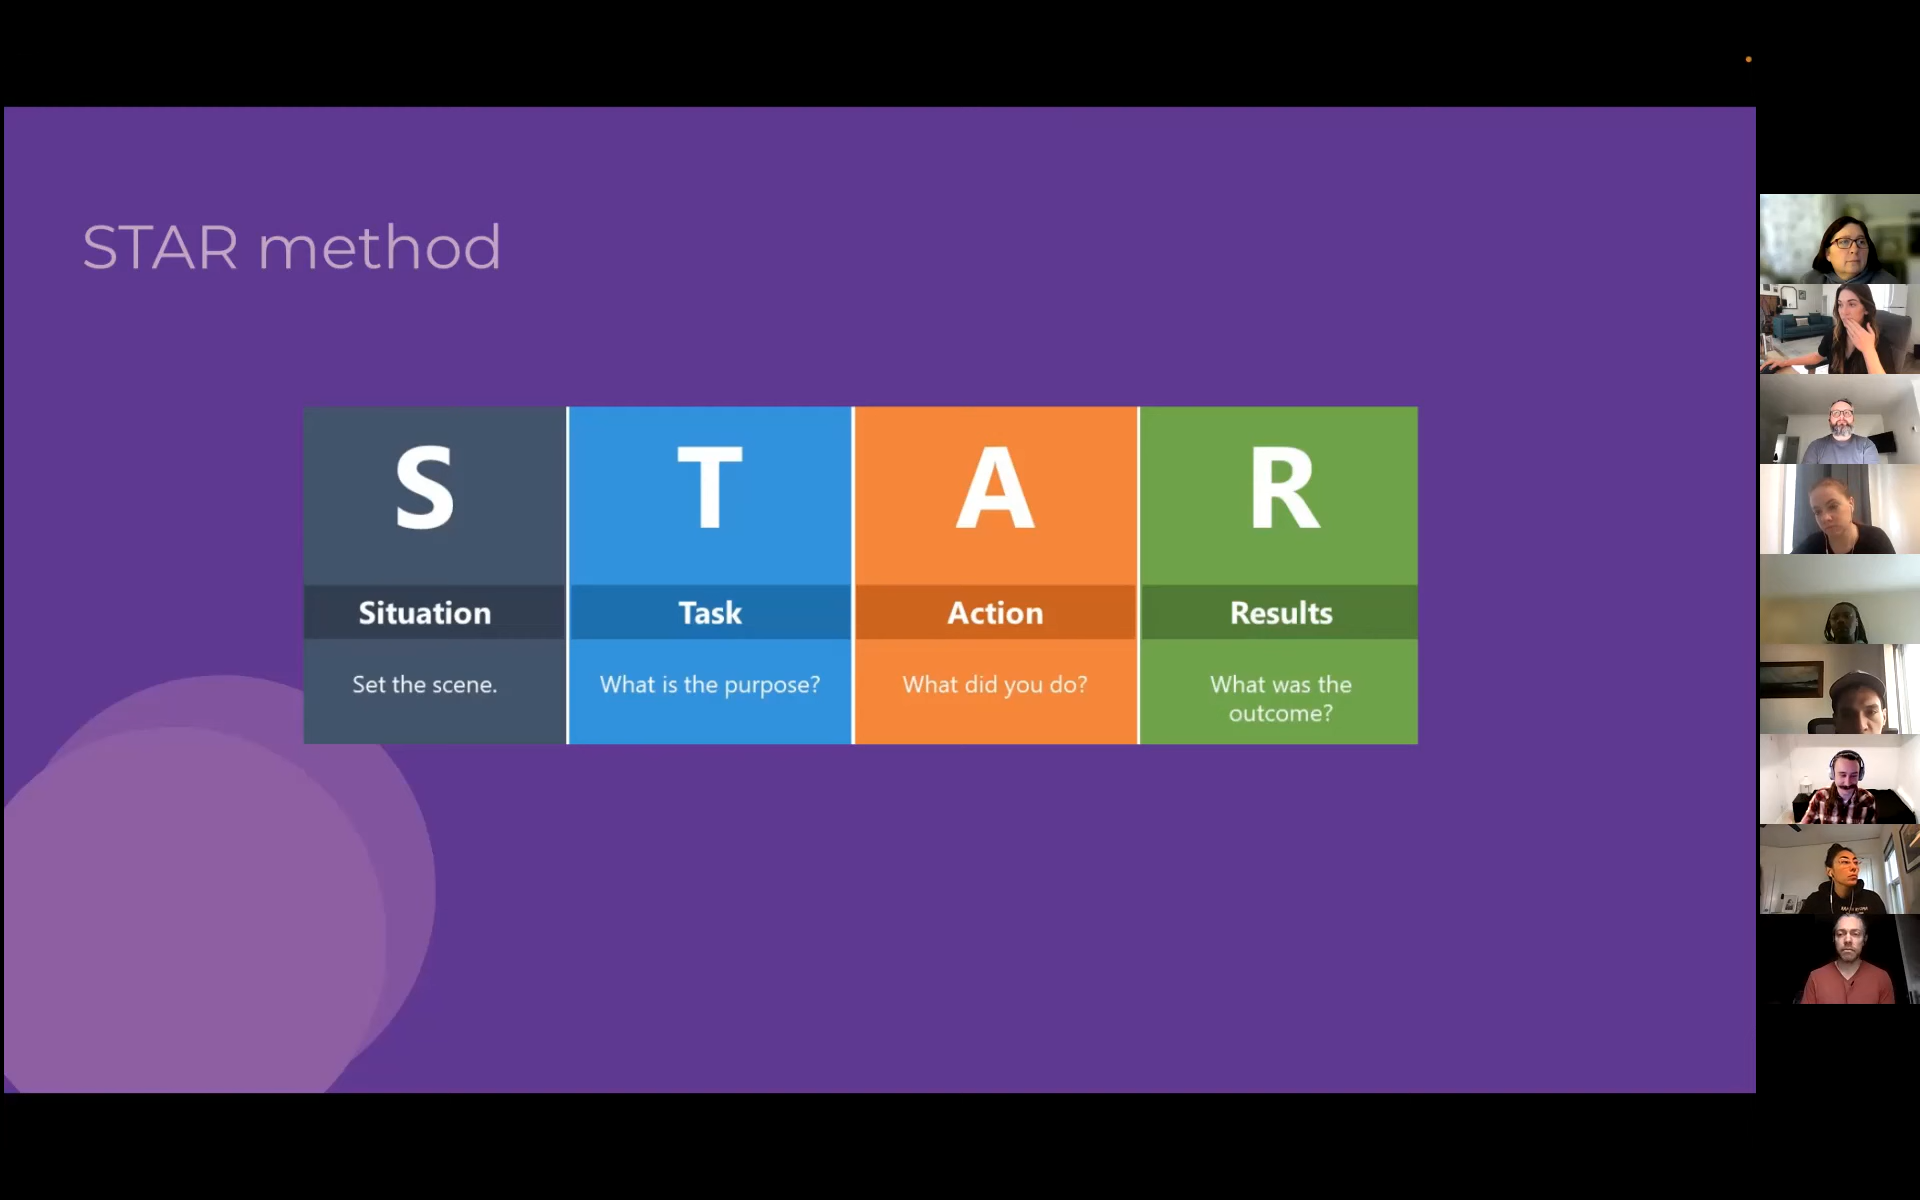 STAR method
S
T
A
R
Situation
Task
Action
Results
Set the scene.
What is the purpose?
What did you do?
What was the
outcome?